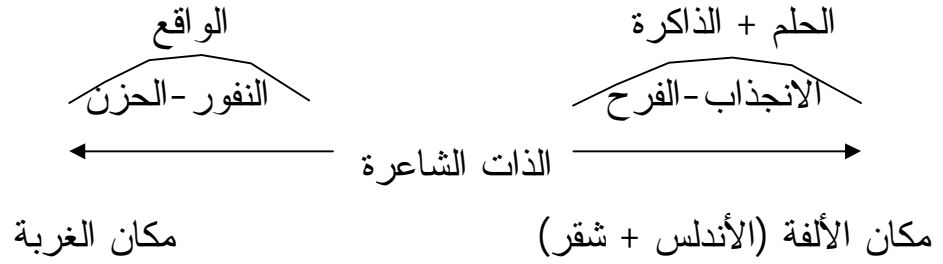 الحلم + الذاكرة
الواقع
الانجذاب-الفرح
النفور-الحزن
الذات الشاعرة
مكان الألفة (الأندلس + شقر)
مكان الغربة